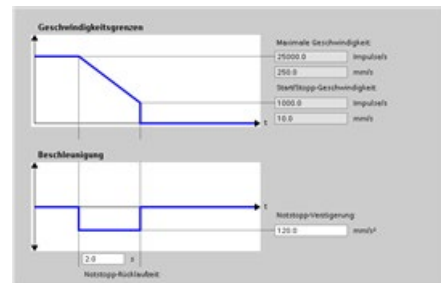 Geschwindigkeitsgrenzen
Maximale Geschwindigkeit:
25000.0 Impulse/s
250.0 mm/s
Start/Stopp-Geschwindigkeit:
1000.0 Impulse/s
10.0 mm/s
t
Beschleunigung
t
Notstopp-Verzögerung:
120.0 mm/s²
2.0 s
Notstopp-Rücklaufzeit: